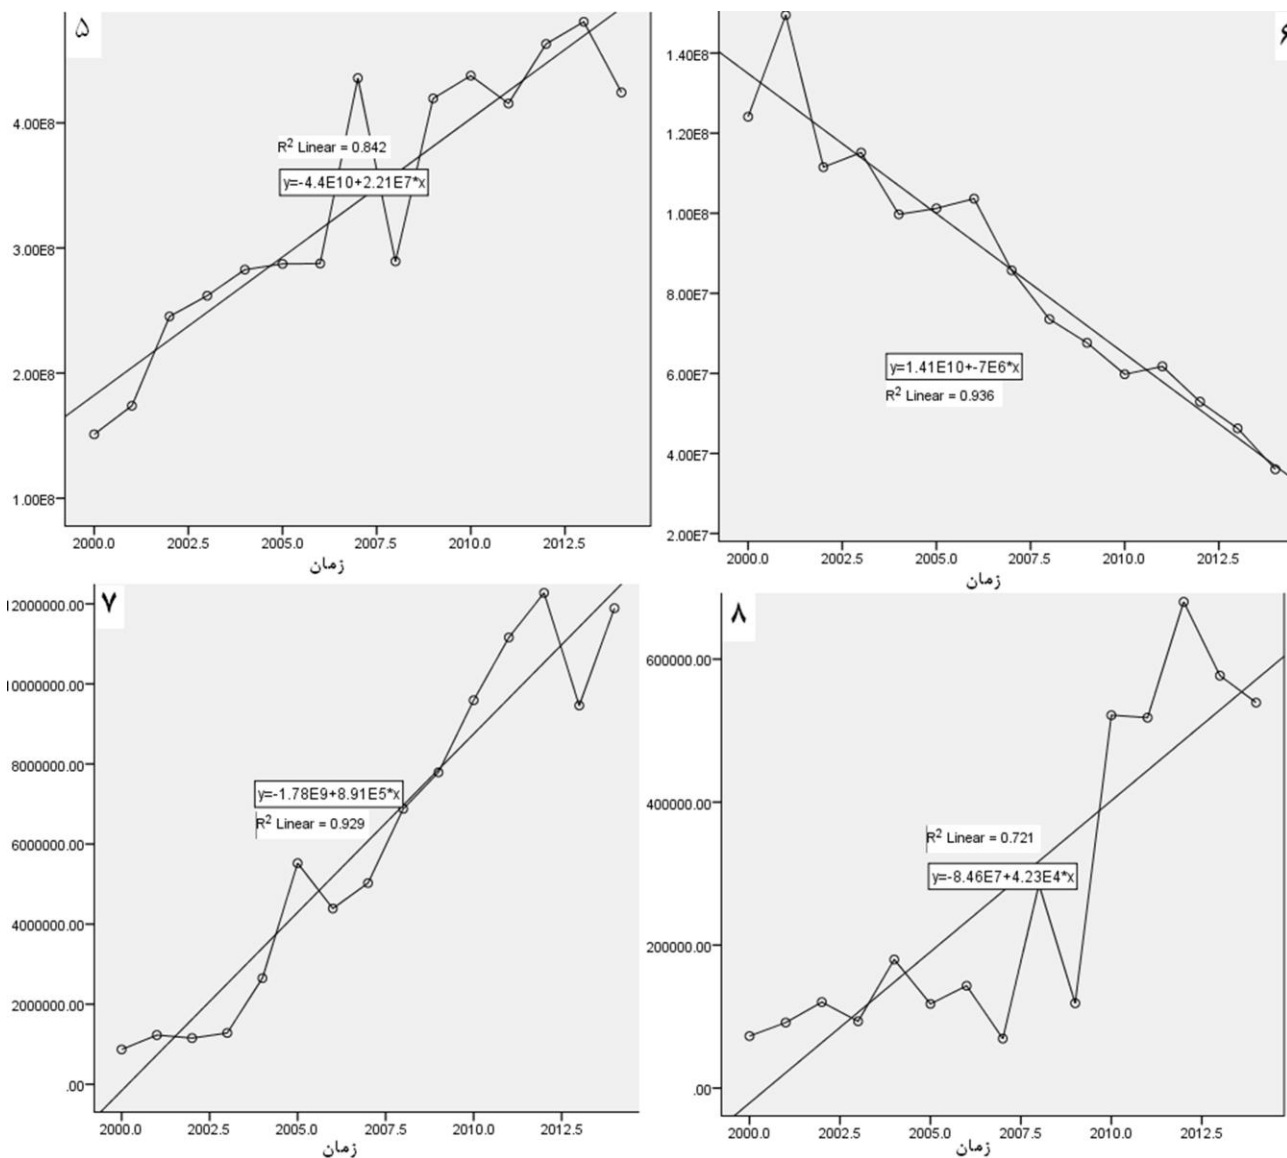 ۵
4.00E8
3.00E8
2.00E8
1.00E8
R² Linear = 0.842
y=-4.4E10+2.21E7*x
2000.0 2002.5 2005.0 2007.5 2010.0 2012.5
زمان
۶
1.40E8
1.20E8
1.00E8
8.00E7
6.00E7
4.00E7
2.00E7
y=1.41E10+-7E6*x
R² Linear = 0.936
2000.0 2002.5 2005.0 2007.5 2010.0 2012.5
زمان
۷
12000000.00
10000000.00
8000000.00
6000000.00
4000000.00
2000000.00
.00
y=-1.78E9+8.91E5*x
R² Linear = 0.929
2000.0 2002.5 2005.0 2007.5 2010.0 2012.5
زمان
۸
600000.00
400000.00
200000.00
.00
R² Linear = 0.721
y=-8.46E7+4.23E4*x
2000.0 2002.5 2005.0 2007.5 2010.0 2012.5
زمان